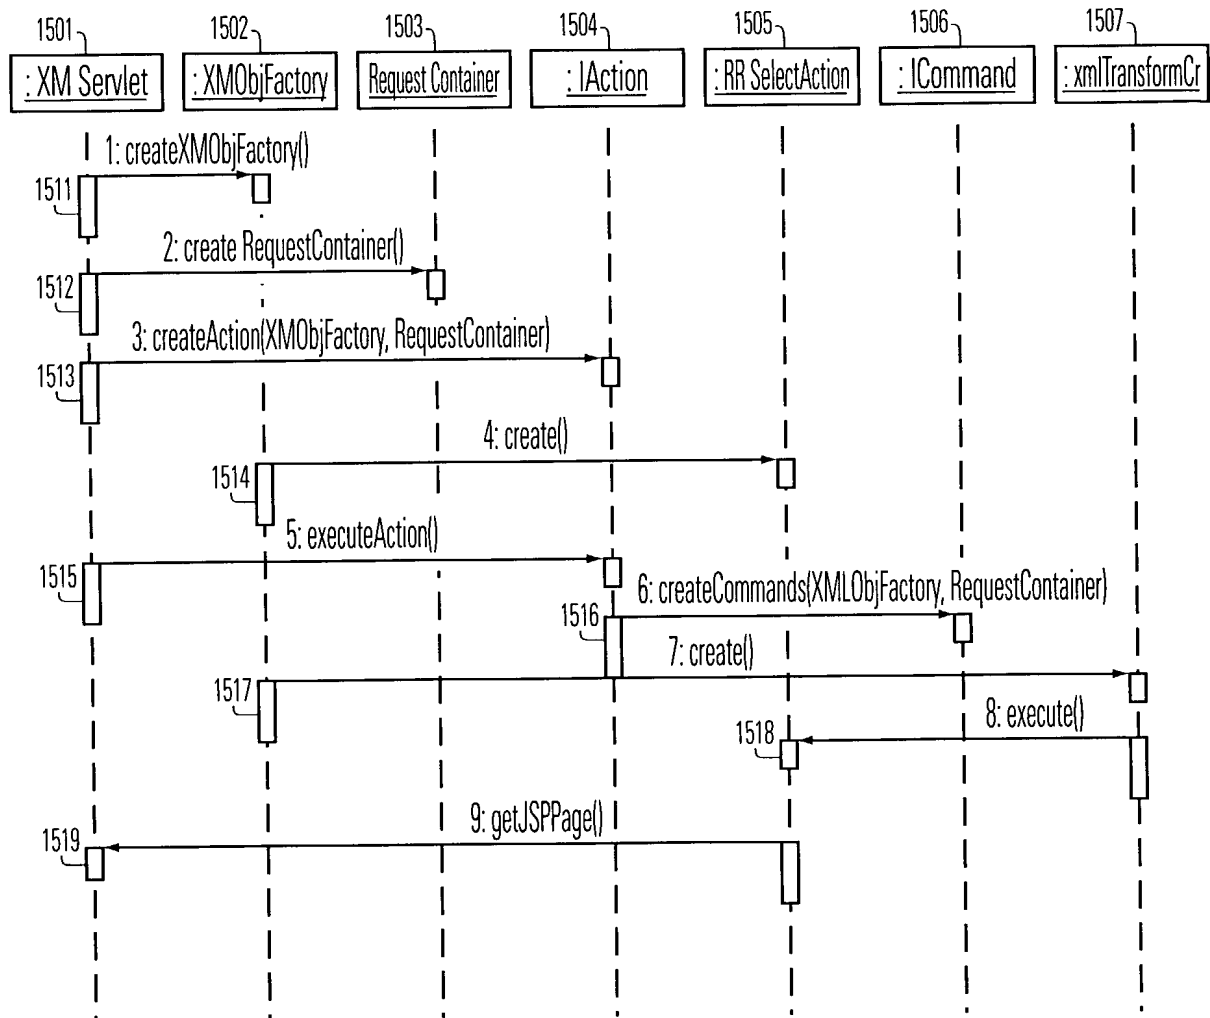 1501 1502 1503 1504 1505 1506 1507
: XM Servlet : XMObjFactory Request Container : IAction : RR SelectAction : ICommand : xmlTransformCr
1: createXMObjFactory()
1511
2: create RequestContainer()
1512
3: createAction(XMObjFactory, RequestContainer)
1513
4: create()
1514
5: executeAction()
1515
6: createCommands(XMLObjFactory, RequestContainer)
1516
7: create()
1517
8: execute()
1518
9: getJSPPage()
1519